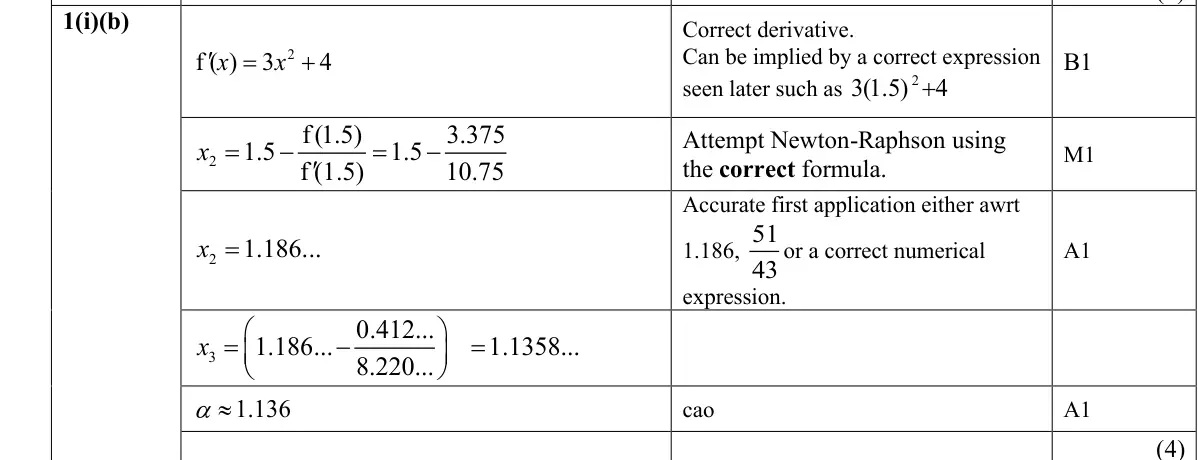 1(i)(b)
f′(x) = 3x² + 4
Correct derivative.
Can be implied by a correct expression
seen later such as 3(1.5)²+4
B1
x₂ = 1.5 − f(1.5)/f′(1.5) = 1.5 − 3.375/10.75
Attempt Newton-Raphson using
the correct formula.
M1
x₂ = 1.186...
Accurate first application either awrt
1.186, 51/43 or a correct numerical
expression.
A1
x₃ = (1.186... − 0.412.../8.220...) = 1.1358...
α ≈ 1.136
cao
A1
(4)